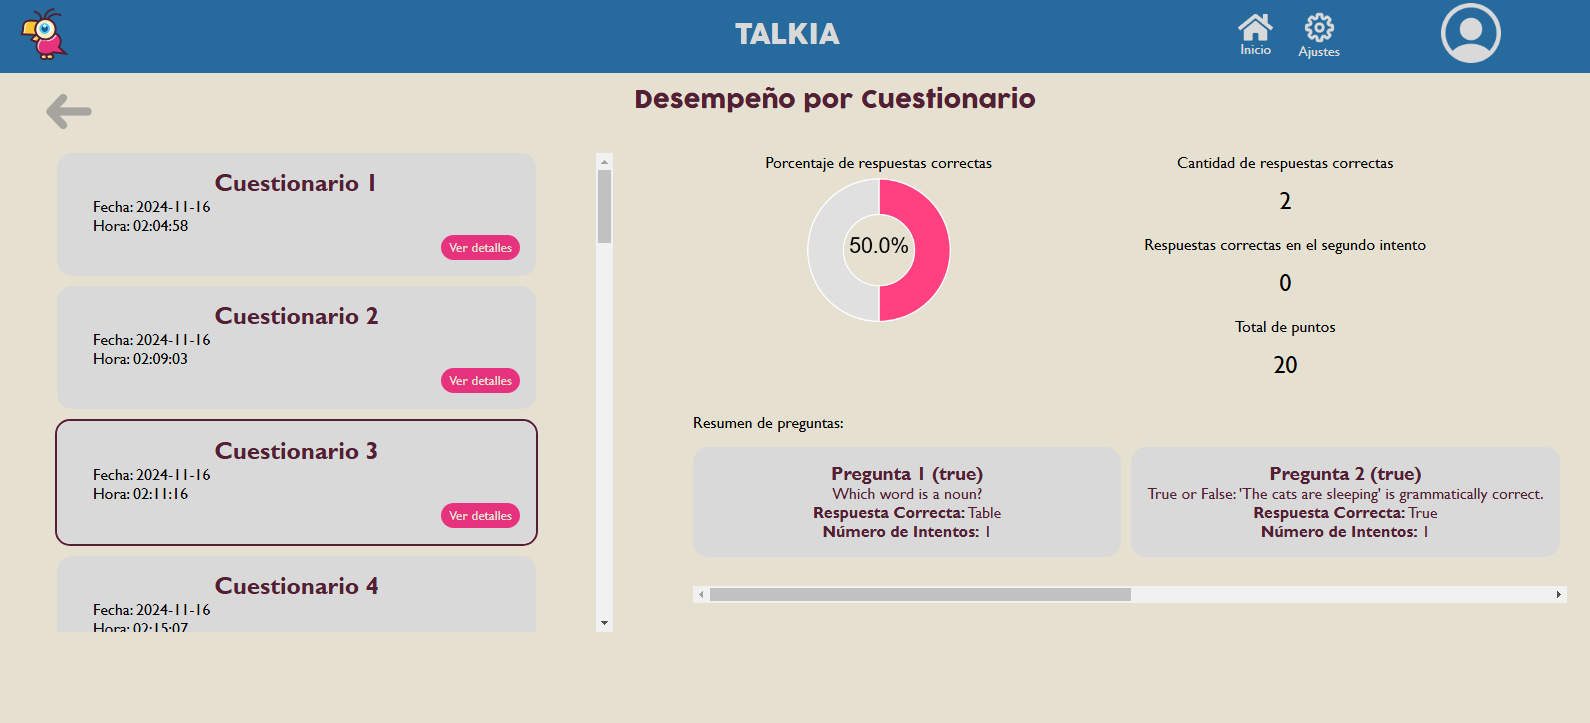 TALKIA
Inicio
Ajustes
Desempeño por Cuestionario
Cuestionario 1
Fecha: 2024-11-16
Hora: 02:04:58
Ver detalles
Cuestionario 2
Fecha: 2024-11-16
Hora: 02:09:03
Ver detalles
Cuestionario 3
Fecha: 2024-11-16
Hora: 02:11:16
Ver detalles
Cuestionario 4
Fecha: 2024-11-16
Hora: 02:15:07
Porcentaje de respuestas correctas
50.0%
Cantidad de respuestas correctas
2
Respuestas correctas en el segundo intento
0
Total de puntos
20
Resumen de preguntas:
Pregunta 1 (true)
Which word is a noun?
Respuesta Correcta: Table
Número de Intentos: 1
Pregunta 2 (true)
True or False: 'The cats are sleeping' is grammatically correct.
Respuesta Correcta: True
Número de Intentos: 1